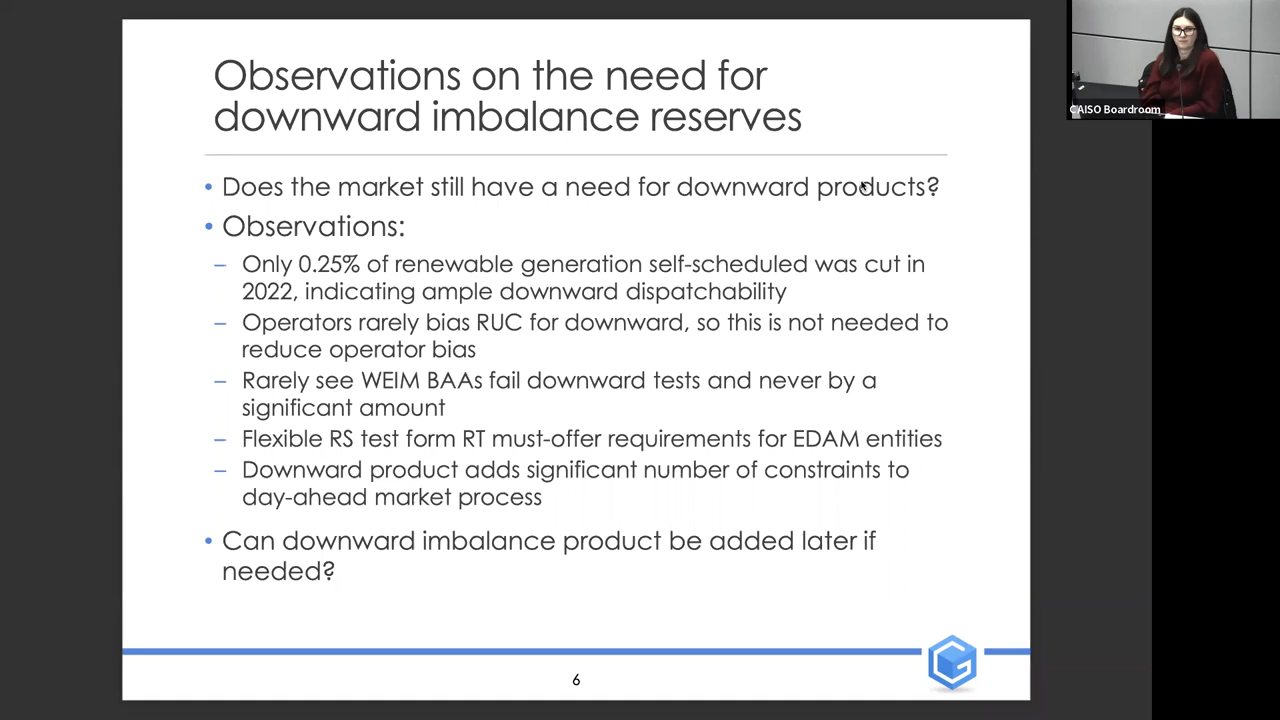 Observations on the need for
downward imbalance reserves
• Does the market still have a need for downward products?
• Observations:
– Only 0.25% of renewable generation self-scheduled was cut in
2022, indicating ample downward dispatchability
– Operators rarely bias RUC for downward, so this is not needed to
reduce operator bias
– Rarely see WEIM BAAs fail downward tests and never by a
significant amount
– Flexible RS test form RT must-offer requirements for EDAM entities
– Downward product adds significant number of constraints to
day-ahead market process
• Can downward imbalance product be added later if
needed?
6
CAISO Boardroom